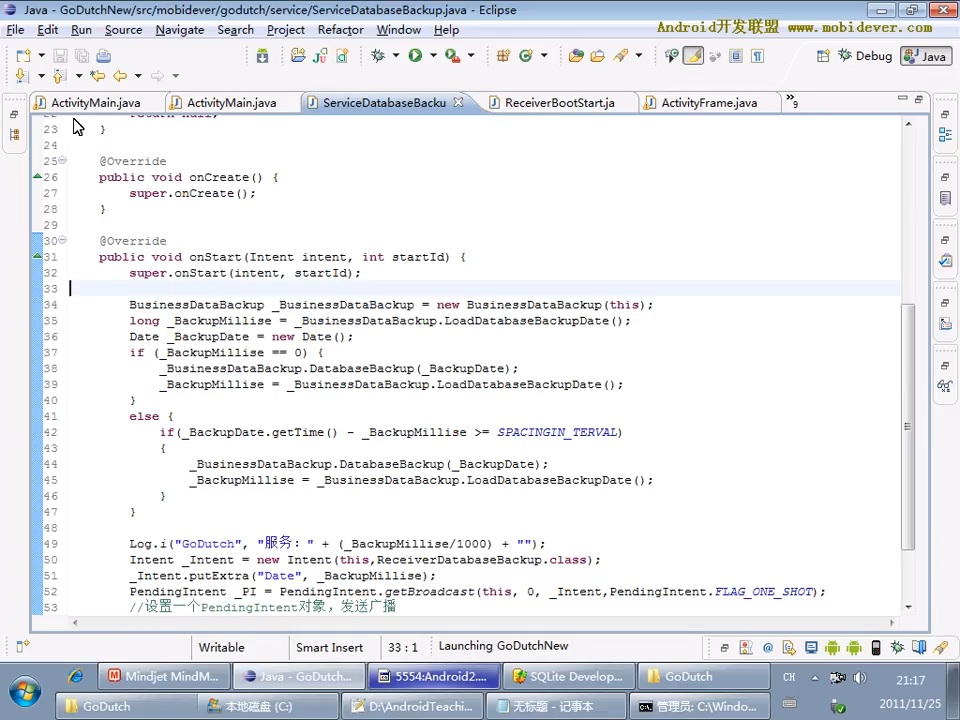 Java - GoDutchNew/src/mobidever/godutch/service/ServiceDatabaseBackup.java - Eclipse
File Edit Run Source Navigate Search Project Refactor Window Help
Android开发联盟 www.mobidever.com
Debug Java
ActivityMain.java ActivityMain.java ServiceDatabaseBacku ReceiverBootStart.ja ActivityFrame.java »9
22 return null;
23 }
24
25 @Override
26 public void onCreate() {
27 super.onCreate();
28 }
29
30 @Override
31 public void onStart(Intent intent, int startId) {
32 super.onStart(intent, startId);
33
34 BusinessDataBackup _BusinessDataBackup = new BusinessDataBackup(this);
35 long _BackupMillise = _BusinessDataBackup.LoadDatabaseBackupDate();
36 Date _BackupDate = new Date();
37 if (_BackupMillise == 0) {
38 _BusinessDataBackup.DatabaseBackup(_BackupDate);
39 _BackupMillise = _BusinessDataBackup.LoadDatabaseBackupDate();
40 }
41 else {
42 if(_BackupDate.getTime() - _BackupMillise >= SPACINGIN_TERVAL)
43 {
44 _BusinessDataBackup.DatabaseBackup(_BackupDate);
45 _BackupMillise = _BusinessDataBackup.LoadDatabaseBackupDate();
46 }
47 }
48
49 Log.i("GoDutch", "服务：" + (_BackupMillise/1000) + "");
50 Intent _Intent = new Intent(this,ReceiverDatabaseBackup.class);
51 _Intent.putExtra("Date", _BackupMillise);
52 PendingIntent _PI = PendingIntent.getBroadcast(this, 0, _Intent,PendingIntent.FLAG_ONE_SHOT);
53 //设置一个PendingIntent对象，发送广播
Writable Smart Insert 33 : 1 Launching GoDutchNew
Mindjet MindM... Java - GoDutch... 5554:Android2.... SQLite Develop... GoDutch CH 21:17
GoDutch 本地磁盘 (C:) D:\AndroidTeachi... 无标题 - 记事本 管理员: C:\Windo... 2011/11/25